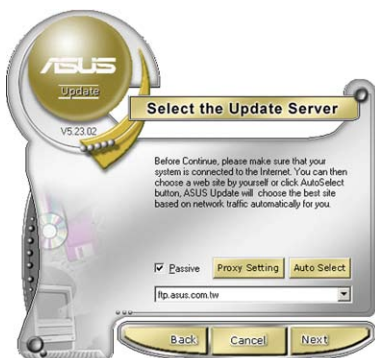 ASUS
Update
V5.23.02
Select the Update Server
Before Continue, please make sure that your
system is connected to the Internet. You can then
choose a web site by yourself or click AutoSelect
button, ASUS Update will choose the best site
based on network traffic automatically for you.
Passive
Proxy Setting
Auto Select
ftp.asus.com.tw
Back
Cancel
Next